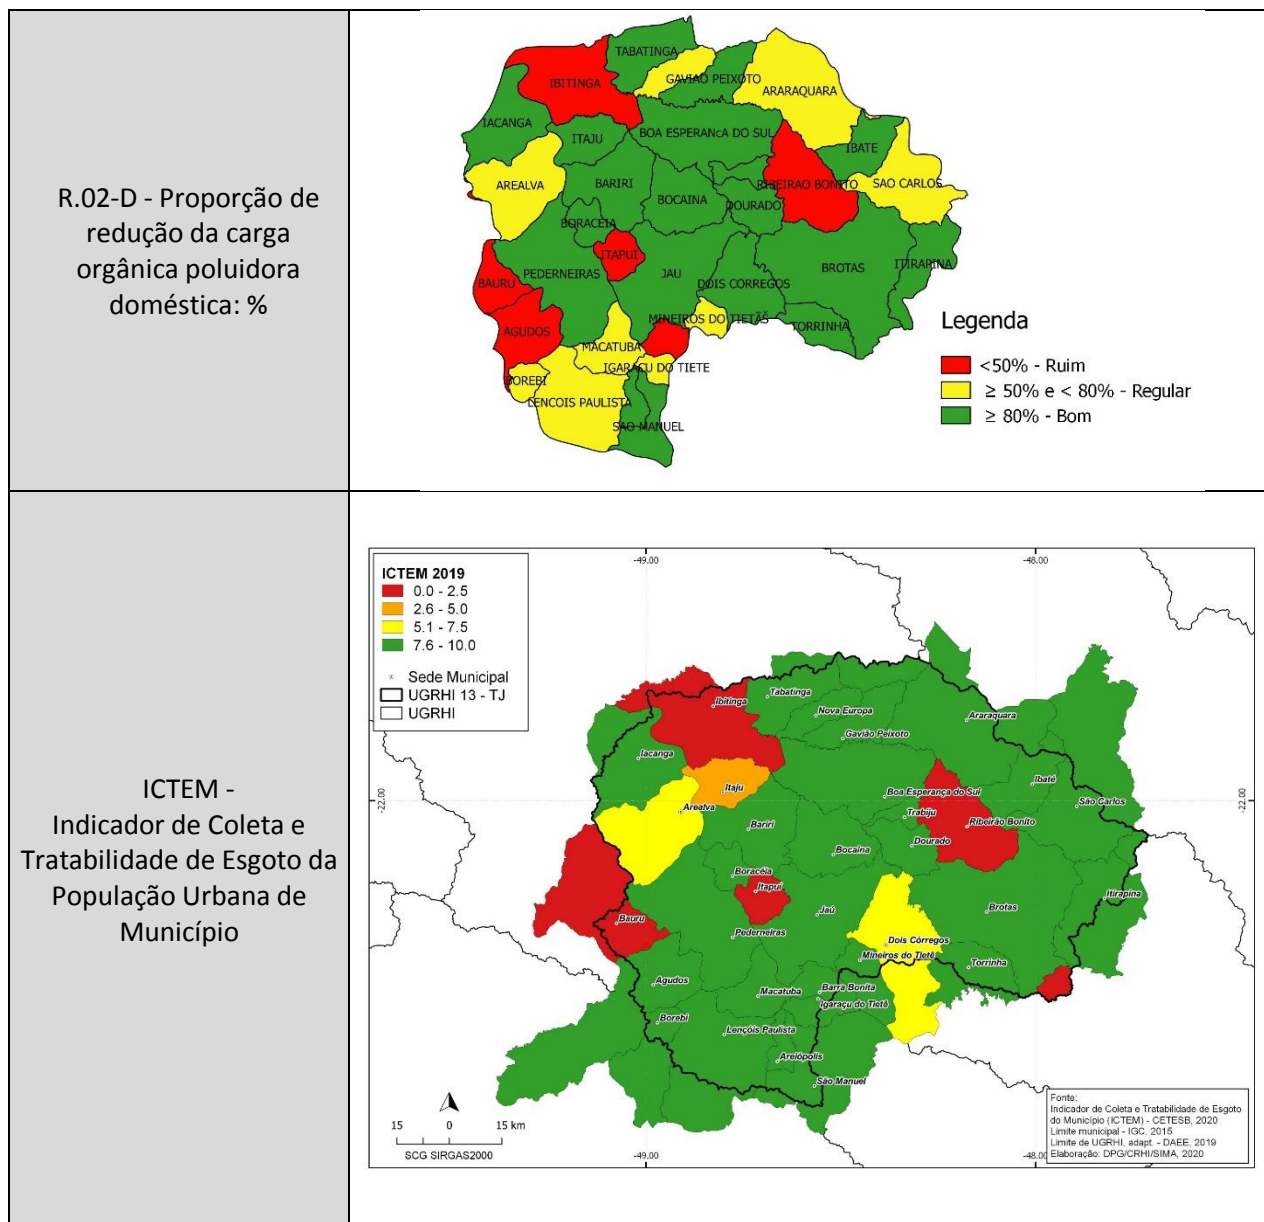 R.02-D - Proporção de
redução da carga
orgânica poluidora
doméstica: %
TABATINGA
GAVIAO PEIXOTO
IBITINGA
ARARAQUARA
IACANGA
ITAJU
BOA ESPERANcA DO SUL
IBATE
AREALVA
BARIRI
RIBEIRAO BONITO
SAO CARLOS
BOCAINA
DOURADO
BORACEIA
ITAPUI
PEDERNEIRAS
JAU
DOIS CORREGOS
BROTAS
ITIRAPINA
BAURU
AGUDOS
MINEIROS DO TIETÃŠ
TORRINHA
MACATUBA
IGARAÇU DO TIETE
BOREBI
LENCOIS PAULISTA
SAO MANUEL
Legenda
<50% - Ruim
≥ 50% e < 80% - Regular
≥ 80% - Bom
ICTEM -
Indicador de Coleta e
Tratabilidade de Esgoto da
População Urbana de
Município
-49.00
-48.00
ICTEM 2019
0.0 - 2.5
2.6 - 5.0
5.1 - 7.5
7.6 - 10.0
Sede Municipal
UGRHI 13 - TJ
UGRHI
Ibitinga
Tabatinga
Nova Europa
Araraquara
Gavião Peixoto
Iacanga
Itaju
Ibaté
Boa Esperança do Sul
São Carlos
-22.00
-22.00
Arealva
Trabiju
Ribeirão Bonito
Bariri
Dourado
Bocaina
Boracéia
Itapuí
Itirapina
Jaú
Brotas
Bauru
Pederneiras
Dois Córregos
Mineiros do Tietê
Torrinha
Agudos
Macatuba
Barra Bonita
Igaraçu do Tietê
Borebi
Lençóis Paulista
Areiópolis
São Manuel
15 0 15 km
SCG SIRGAS2000
-49.00
-48.00
Fonte:
Indicador de Coleta e Tratabilidade de Esgoto
do Município (ICTEM) - CETESB, 2020
Limite municipal - IGC, 2015
Limite de UGRHI, adapt. - DAEE, 2019
Elaboração: DPG/CRHI/SIMA, 2020